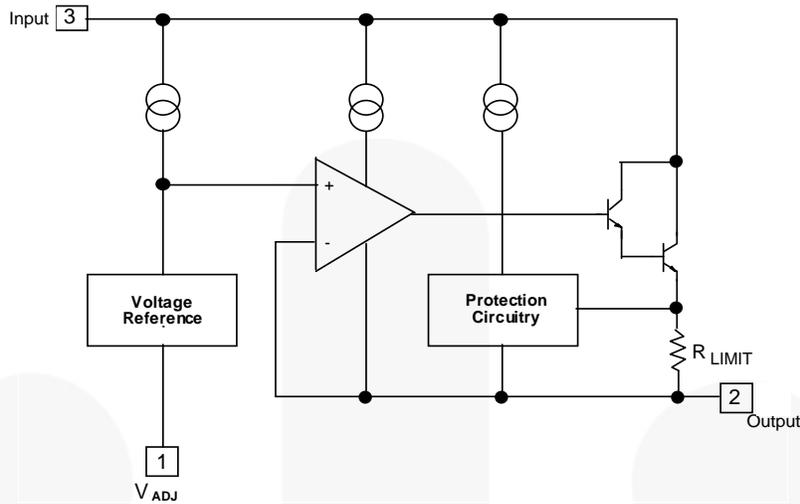 Input 3
+
-
Voltage
Reference
Protection
Circuitry
R LIMIT
2
Output
1
V ADJ